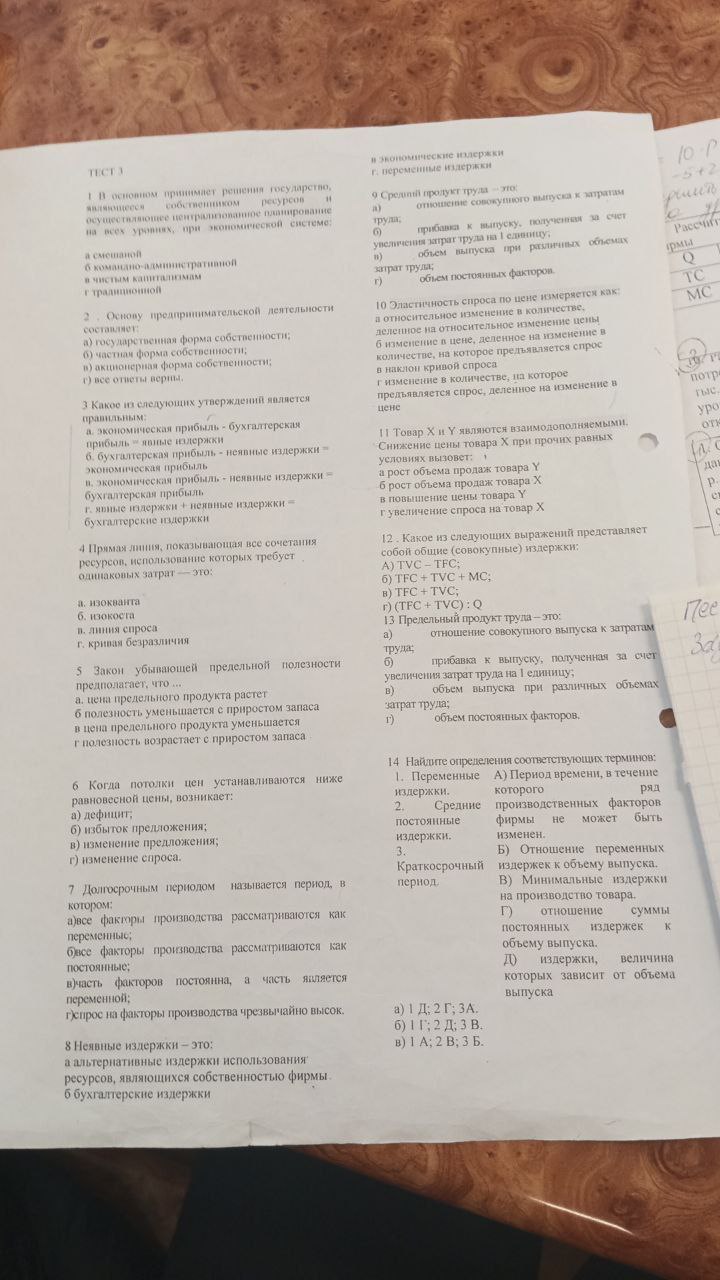 ТЕСТ 3
1 В основном принимает решения государство,
являющееся собственником ресурсов и
осуществляющее централизованное планирование
на всех уровнях, при экономической системе:
а смешаной
б командно-административной
в чистым капитализмам
г традиционной
2 . Основу предпринимательской деятельности
составляет:
а) государственная форма собственности;
б) частная форма собственности;
в) акционерная форма собственности;
г) все ответы верны.
3 Какое из следующих утверждений является
правильным:
а. экономическая прибыль - бухгалтерская
прибыль = явные издержки
б. бухгалтерская прибыль - неявные издержки =
экономическая прибыль
в. экономическая прибыль - неявные издержки =
бухгалтерская прибыль
г. явные издержки + неявные издержки =
бухгалтерские издержки
4 Прямая линия, показывающая все сочетания
ресурсов, использование которых требует
одинаковых затрат — это:
а. изокванта
б. изокоста
в. линия спроса
г. кривая безразличия
5 Закон убывающей предельной полезности
предполагает, что ...
а. цена предельного продукта растет
б полезность уменьшается с приростом запаса
в цена предельного продукта уменьшается
г полезность возрастает с приростом запаса
6 Когда потолки цен устанавливаются ниже
равновесной цены, возникает:
а) дефицит;
б) избыток предложения;
в) изменение предложения;
г) изменение спроса.
7 Долгосрочным периодом называется период, в
котором:
а)все факторы производства рассматриваются как
переменные;
б)все факторы производства рассматриваются как
постоянные;
в)часть факторов постоянна, а часть является
переменной;
г)спрос на факторы производства чрезвычайно высок.
8 Неявные издержки – это:
а альтернативные издержки использования
ресурсов, являющихся собственностью фирмы
б бухгалтерские издержки
в экономические издержки
г. переменные издержки
9 Средний продукт труда – это:
а) отношение совокупного выпуска к затратам
труда;
б) прибавка к выпуску, полученная за счет
увеличения затрат труда на 1 единицу;
в) объем выпуска при различных объемах
затрат труда;
г) объем постоянных факторов.
10 Эластичность спроса по цене измеряется как:
а относительное изменение в количестве,
деленное на относительное изменение цены
б изменение в цене, деленное на изменение в
количестве, на которое предъявляется спрос
в наклон кривой спроса
г изменение в количестве, на которое
предъявляется спрос, деленное на изменение в
цене
11 Товар X и Y являются взаимодополняемыми.
Снижение цены товара X при прочих равных
условиях вызовет:
а рост объема продаж товара Y
б рост объема продаж товара X
в повышение цены товара Y
г увеличение спроса на товар X
12 . Какое из следующих выражений представляет
собой общие (совокупные) издержки:
А) TVC – TFC;
б) TFC + TVC + MC;
в) TFC + TVC;
г) (TFC + TVC) : Q
13 Предельный продукт труда – это:
а) отношение совокупного выпуска к затратам
труда;
б) прибавка к выпуску, полученная за счет
увеличения затрат труда на 1 единицу;
в) объем выпуска при различных объемах
затрат труда;
г) объем постоянных факторов.
14 Найдите определения соответствующих терминов:
1. Переменные
издержки.
2. Средние
постоянные
издержки.
3.
Краткосрочный
период.
А) Период времени, в течение
которого ряд
производственных факторов
фирмы не может быть
изменен.
Б) Отношение переменных
издержек к объему выпуска.
В) Минимальные издержки
на производство товара.
Г) отношение суммы
постоянных издержек к
объему выпуска.
Д) издержки, величина
которых зависит от объема
выпуска
а) 1 Д; 2 Г; 3А.
б) 1 Г; 2 Д; 3 В.
в) 1 А; 2 В; 3 Б.
Q
TC
MC